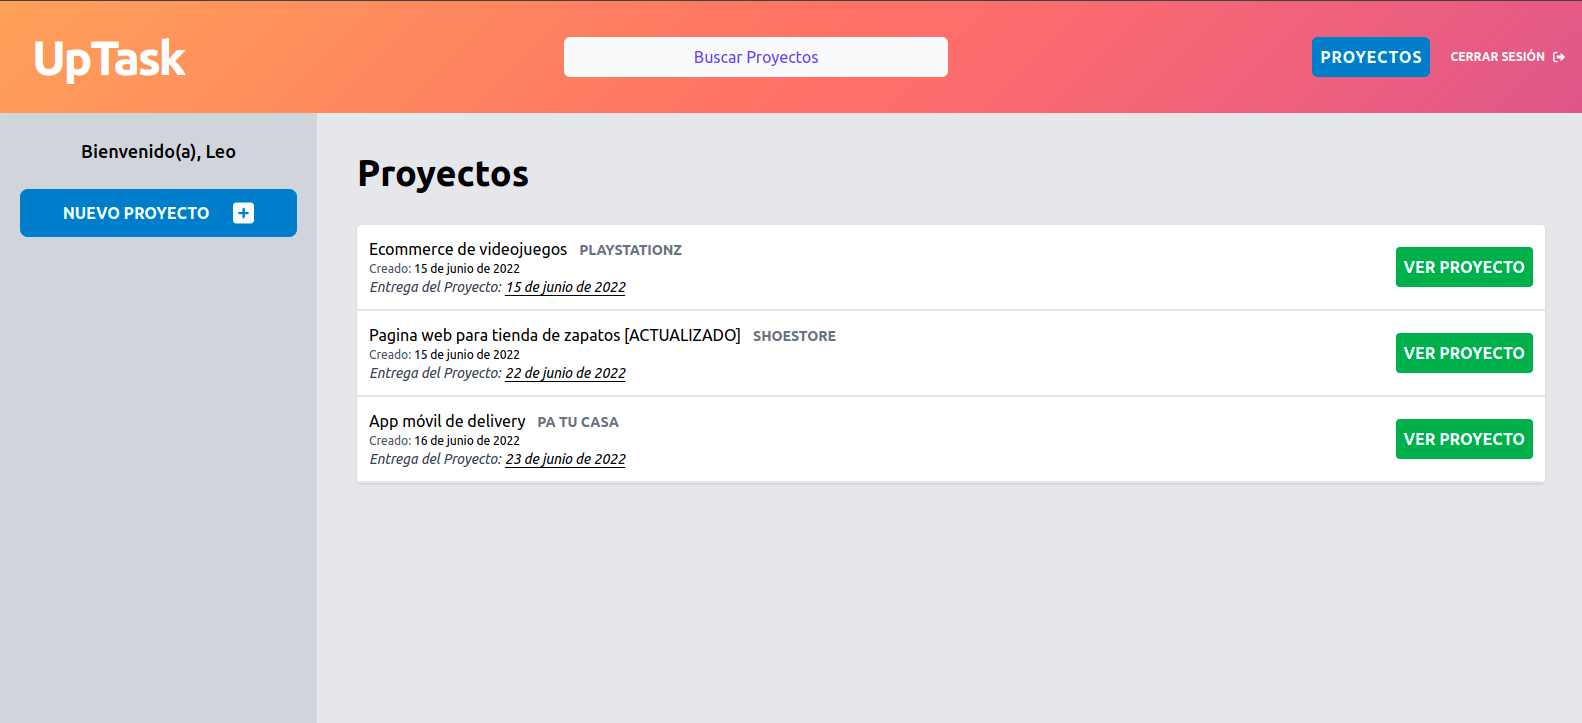 UpTask
Buscar Proyectos
PROYECTOS
CERRAR SESIÓN
Bienvenido(a), Leo
NUEVO PROYECTO
Proyectos
Ecommerce de videojuegos PLAYSTATIONZ
Creado: 15 de junio de 2022
Entrega del Proyecto: 15 de junio de 2022
VER PROYECTO
Pagina web para tienda de zapatos [ACTUALIZADO] SHOESTORE
Creado: 15 de junio de 2022
Entrega del Proyecto: 22 de junio de 2022
VER PROYECTO
App móvil de delivery PA TU CASA
Creado: 16 de junio de 2022
Entrega del Proyecto: 23 de junio de 2022
VER PROYECTO